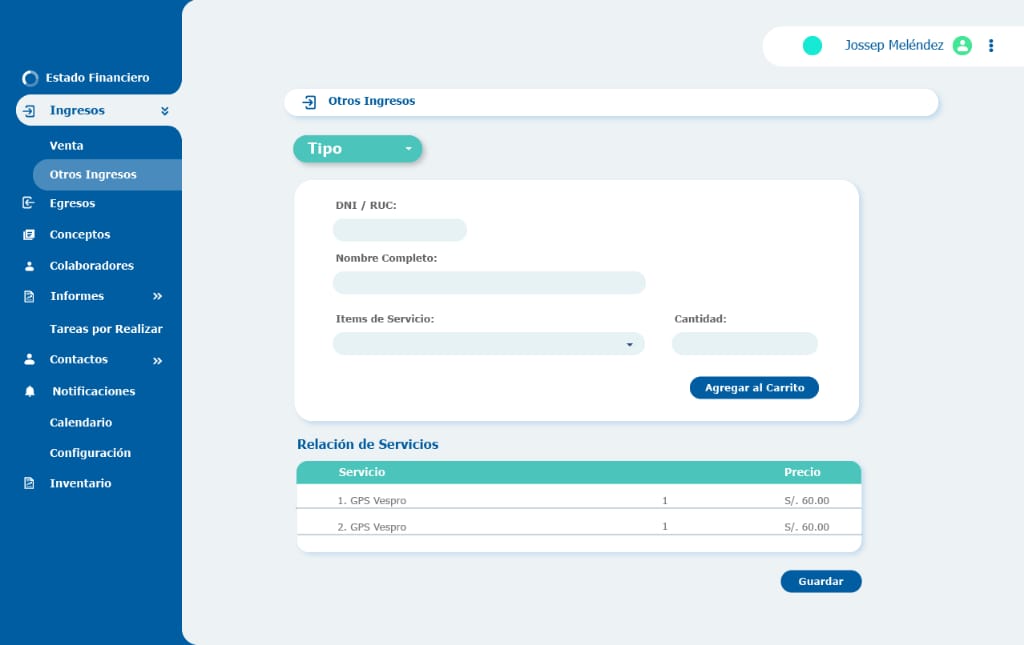 Jossep Meléndez
Estado Financiero
Ingresos
Venta
Otros Ingresos
Egresos
Conceptos
Colaboradores
Informes
Tareas por Realizar
Contactos
Notificaciones
Calendario
Configuración
Inventario
Otros Ingresos
Tipo
DNI / RUC:
Nombre Completo:
Items de Servicio: Cantidad:
Agregar al Carrito
Relación de Servicios
Servicio Precio
1. GPS Vespro 1 S/. 60.00
2. GPS Vespro 1 S/. 60.00
Guardar